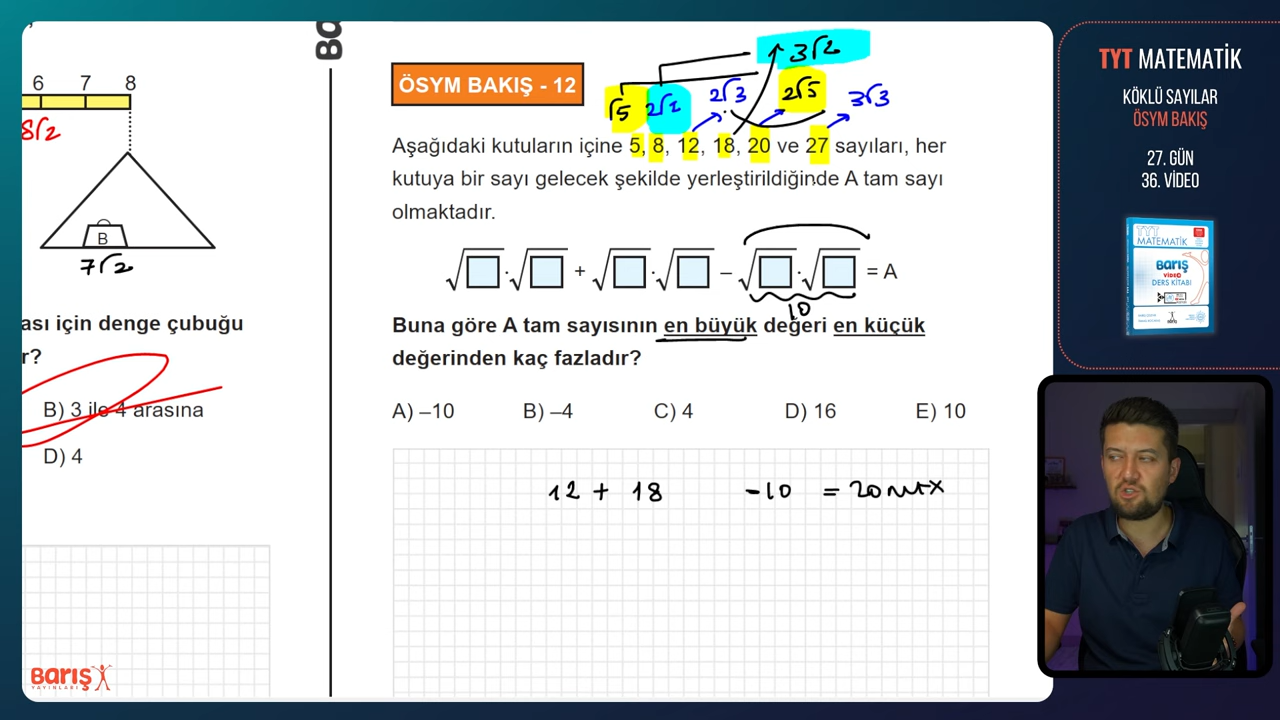 6 7 8
8√2
B
7√2
ası için denge çubuğu
r?
B) 3 ile 4 arasına
D) 4
BARIŞ
YAYINLARI
ÖSYM BAKIŞ - 12
3√2
√5 2√2 2√3 2√5 3√3
Aşağıdaki kutuların içine 5, 8, 12, 18, 20 ve 27 sayıları, her
kutuya bir sayı gelecek şekilde yerleştirildiğinde A tam sayı
olmaktadır.
√□·√□ + √□·√□ – √□·√□ = A
10
Buna göre A tam sayısının en büyük değeri en küçük
değerinden kaç fazladır?
A) –10 B) –4 C) 4 D) 16 E) 10
12 + 18 -10 = 20 max
TYT MATEMATİK
KÖKLÜ SAYILAR
ÖSYM BAKIŞ
27. GÜN
36. VİDEO
TYT
MATEMATİK
BARIŞ
VİDEO
DERS KİTABI